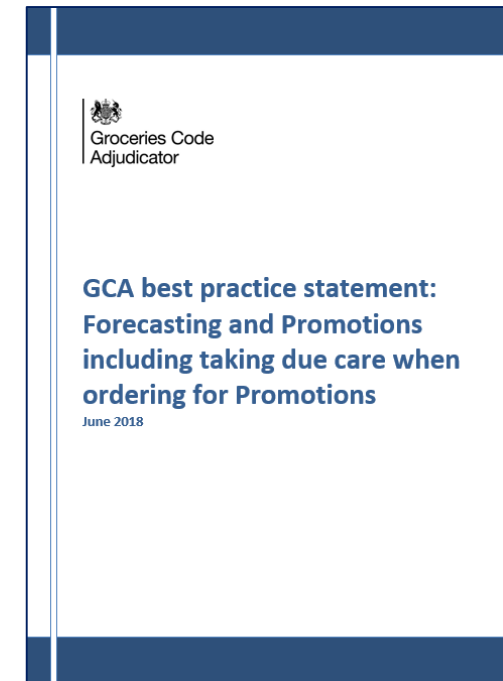 Groceries Code
Adjudicator
GCA best practice statement:
Forecasting and Promotions
including taking due care when
ordering for Promotions
June 2018